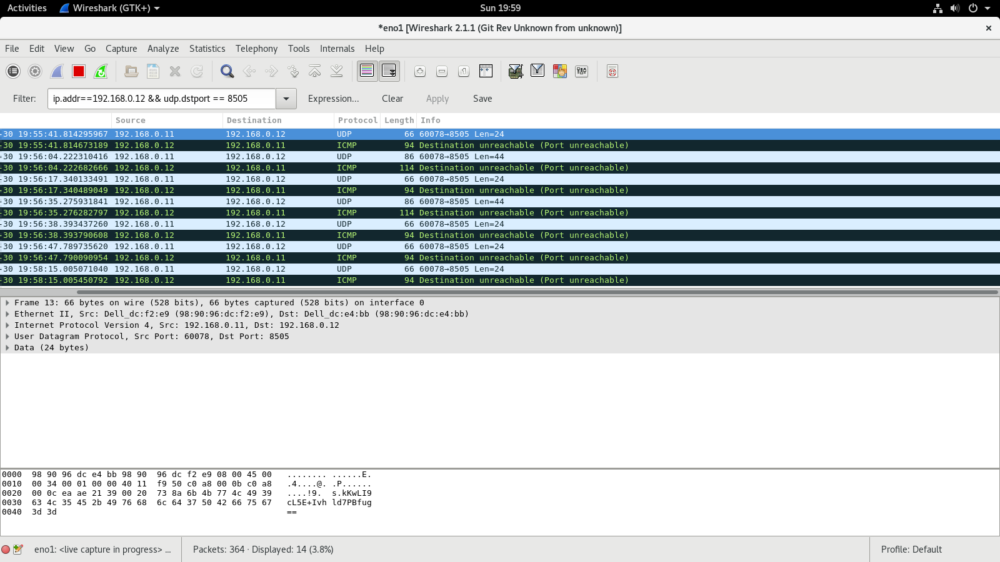 Activities Wireshark (GTK+) Sun 19:59
*eno1 [Wireshark 2.1.1 (Git Rev Unknown from unknown)]
File Edit View Go Capture Analyze Statistics Telephony Tools Internals Help
Filter: ip.addr==192.168.0.12 && udp.dstport == 8505 Expression... Clear Apply Save
Source Destination Protocol Length Info
-30 19:55:41.814295967 192.168.0.11 192.168.0.12 UDP 66 60078→8505 Len=24
-30 19:55:41.814673189 192.168.0.12 192.168.0.11 ICMP 94 Destination unreachable (Port unreachable)
-30 19:56:04.222310416 192.168.0.11 192.168.0.12 UDP 86 60078→8505 Len=44
-30 19:56:04.222682666 192.168.0.12 192.168.0.11 ICMP 114 Destination unreachable (Port unreachable)
-30 19:56:17.340133491 192.168.0.11 192.168.0.12 UDP 66 60078→8505 Len=24
-30 19:56:17.340489049 192.168.0.12 192.168.0.11 ICMP 94 Destination unreachable (Port unreachable)
-30 19:56:35.275931841 192.168.0.11 192.168.0.12 UDP 86 60078→8505 Len=44
-30 19:56:35.276282797 192.168.0.12 192.168.0.11 ICMP 114 Destination unreachable (Port unreachable)
-30 19:56:38.393437260 192.168.0.11 192.168.0.12 UDP 66 60078→8505 Len=24
-30 19:56:38.393790608 192.168.0.12 192.168.0.11 ICMP 94 Destination unreachable (Port unreachable)
-30 19:56:47.789735620 192.168.0.11 192.168.0.12 UDP 66 60078→8505 Len=24
-30 19:56:47.790090954 192.168.0.12 192.168.0.11 ICMP 94 Destination unreachable (Port unreachable)
-30 19:58:15.005071040 192.168.0.11 192.168.0.12 UDP 66 60078→8505 Len=24
-30 19:58:15.005450792 192.168.0.12 192.168.0.11 ICMP 94 Destination unreachable (Port unreachable)
Frame 13: 66 bytes on wire (528 bits), 66 bytes captured (528 bits) on interface 0
Ethernet II, Src: Dell_dc:f2:e9 (98:90:96:dc:f2:e9), Dst: Dell_dc:e4:bb (98:90:96:dc:e4:bb)
Internet Protocol Version 4, Src: 192.168.0.11, Dst: 192.168.0.12
User Datagram Protocol, Src Port: 60078, Dst Port: 8505
Data (24 bytes)
0000 98 90 96 dc e4 bb 98 90 96 dc f2 e9 08 00 45 00 ........ ......E.
0010 00 34 00 01 00 00 40 11 f9 50 c0 a8 00 0b c0 a8 .4....@. .P......
0020 00 0c ea ae 21 39 00 20 73 8a 6b 4b 77 4c 49 39 ....!9. s.kKwLI9
0030 63 4c 35 45 2b 49 76 68 6c 64 37 50 42 66 75 67 cL5E+Ivh ld7PBfug
0040 3d 3d ==
eno1: <live capture in progress> ... Packets: 364 · Displayed: 14 (3.8%) Profile: Default